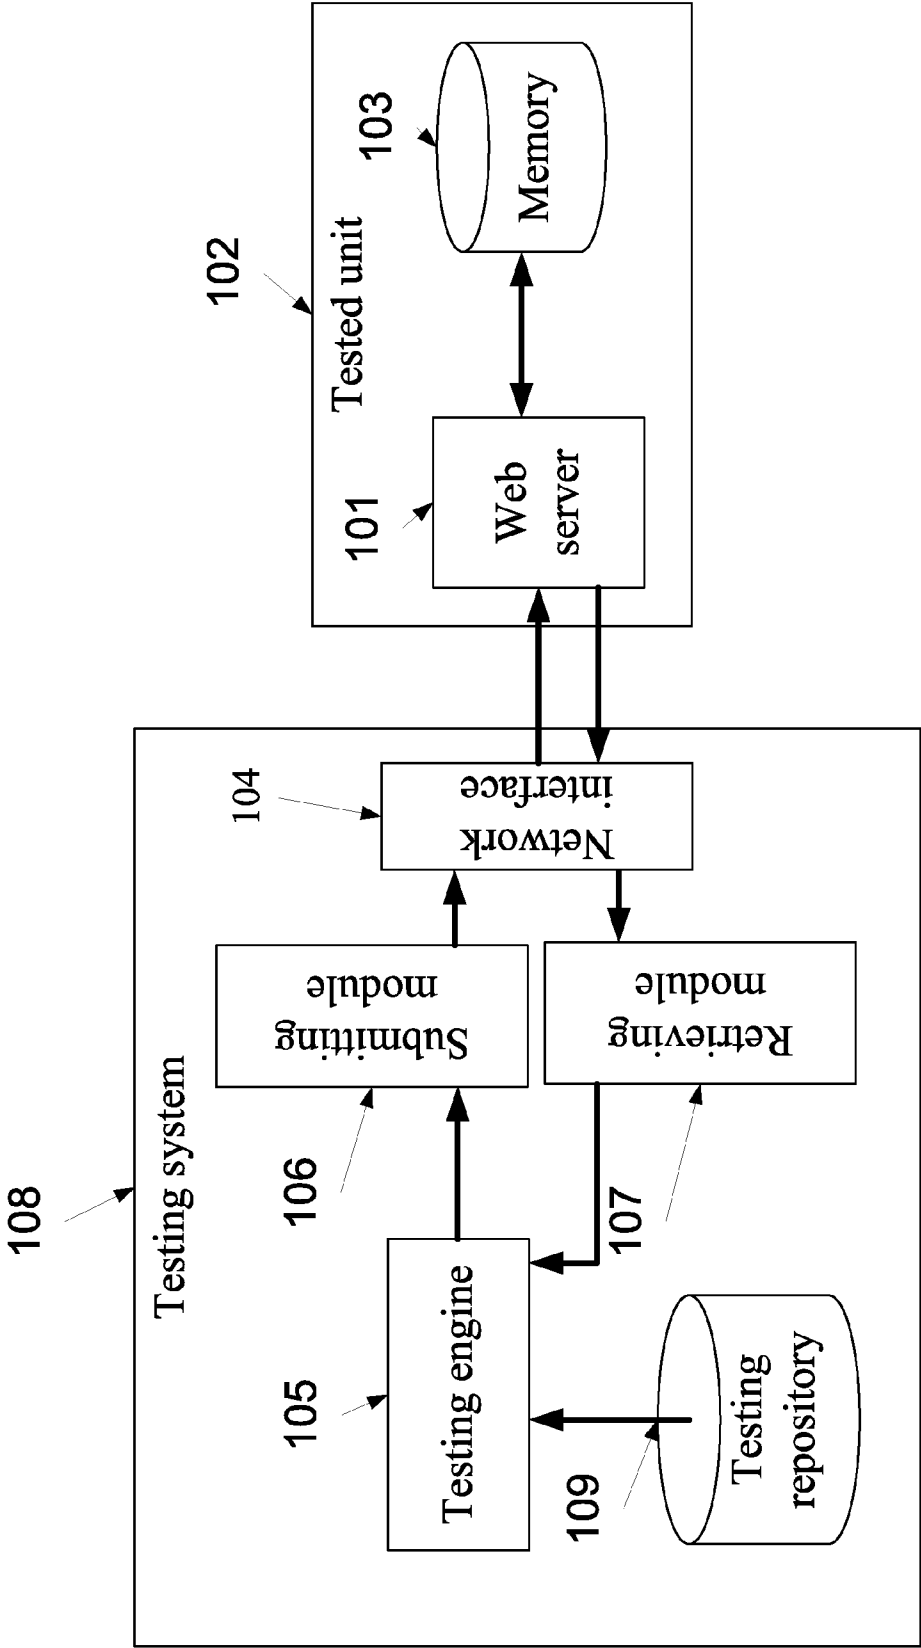 108
Testing system
106
Submitting
module
104
Network
interface
105
Testing engine
107
Retrieving
module
109
Testing
repository
102
Tested unit
101
Web
server
103
Memory